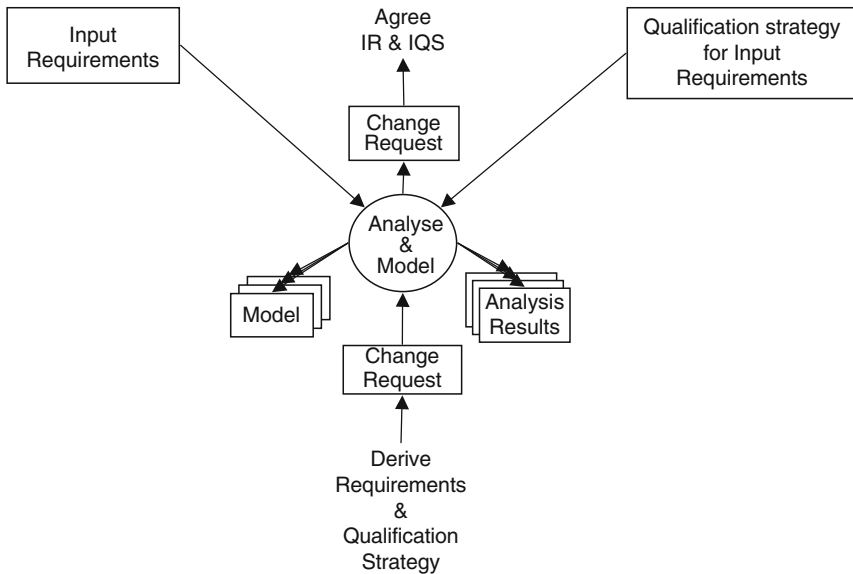 Input
Requirements
Agree
IR & IQS
Qualification strategy
for Input
Requirements
Change
Request
Analyse
&
Model
Model
Analysis
Results
Change
Request
Derive
Requirements
&
Qualification
Strategy